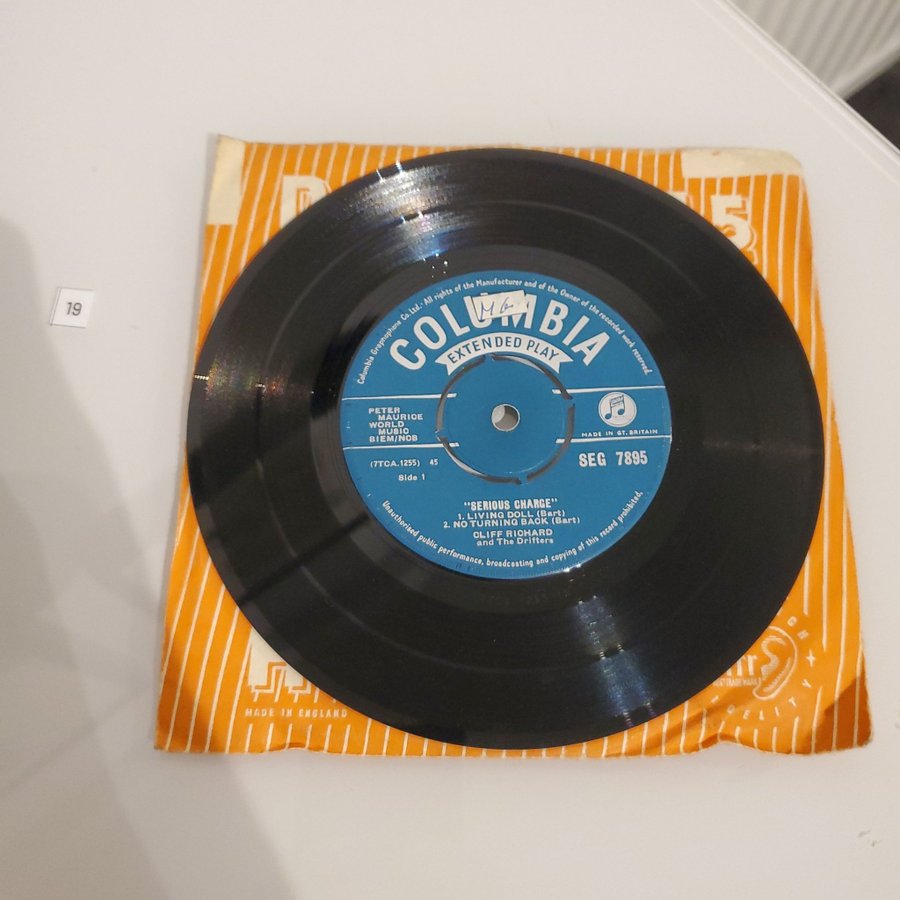 19
Columbia Graphophone Co. Ltd. · All rights of the Manufacturer and of the Owner of the recorded work reserved.
COLUMBIA
EXTENDED PLAY
PETER
MAURICE
WORLD
MUSIC
BIEM/NCB
MADE IN GT. BRITAIN
(7TCA.1255) 45
SEG 7895
Side 1
"SERIOUS CHARGE"
1. LIVING DOLL (Bart)
2. NO TURNING BACK (Bart)
CLIFF RICHARD
and The Drifters
Unauthorised public performance, broadcasting and copying of this record prohibited.
MADE IN ENGLAND